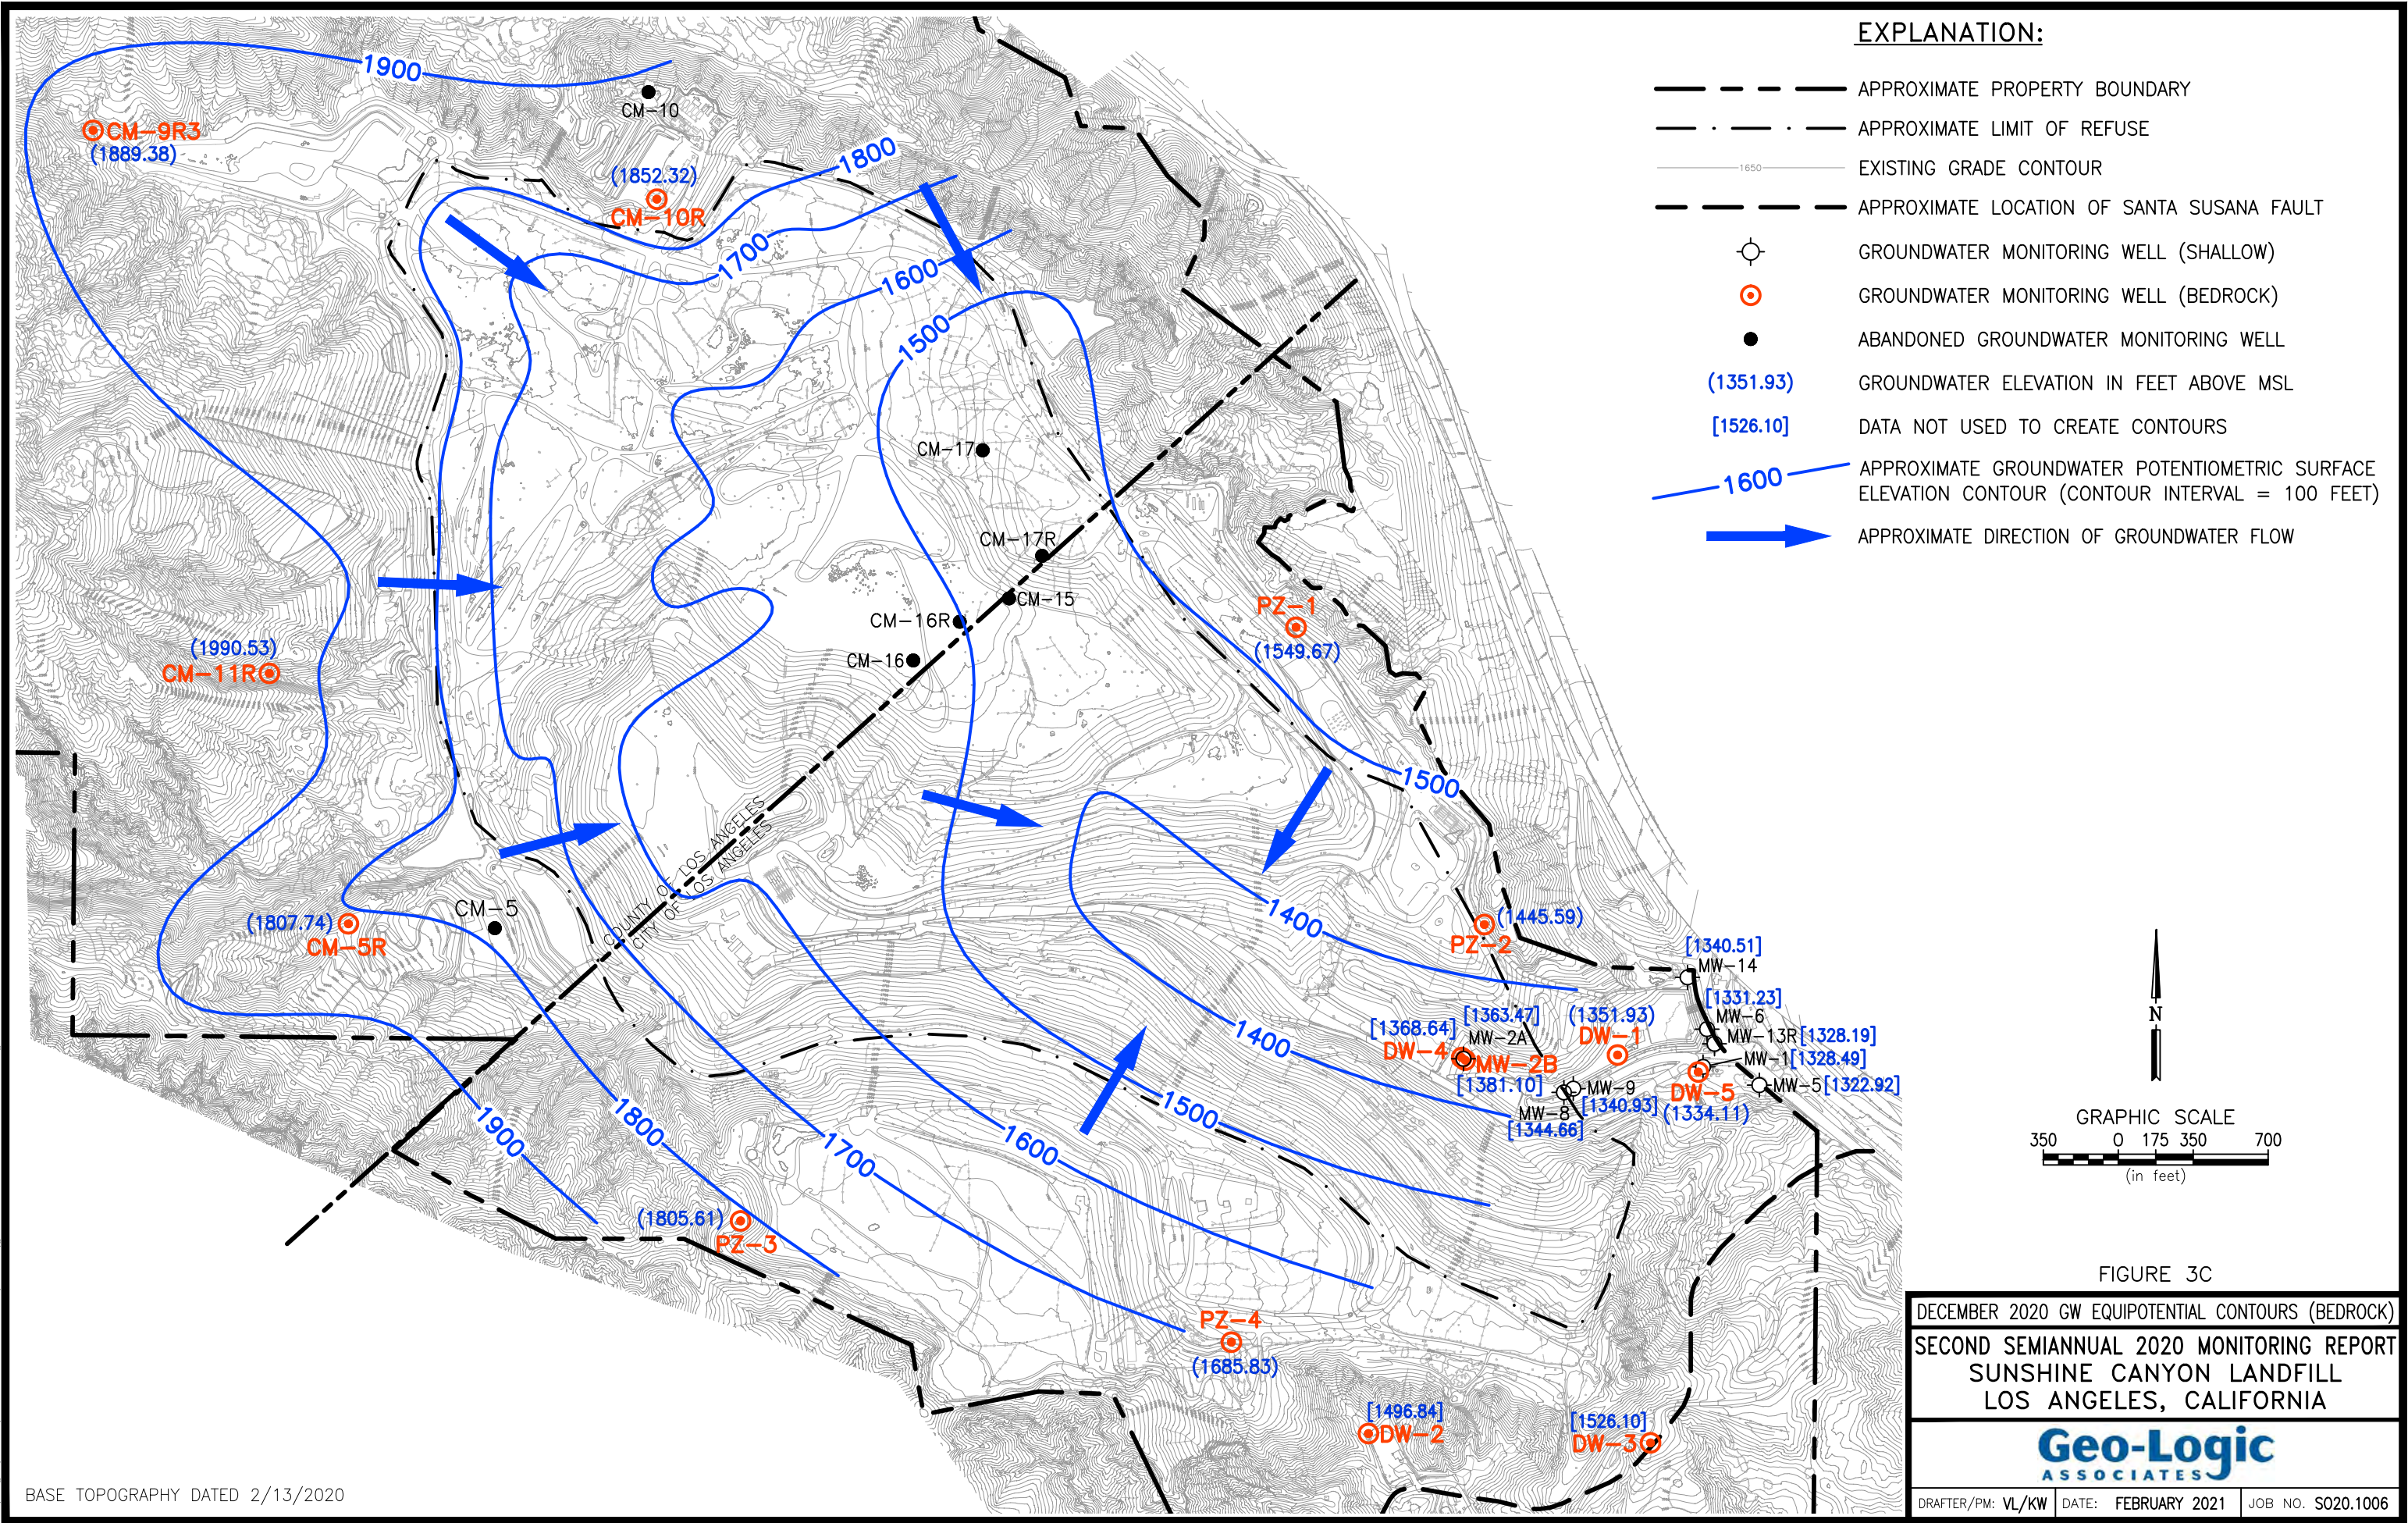 EXPLANATION:
APPROXIMATE PROPERTY BOUNDARY
APPROXIMATE LIMIT OF REFUSE
1650
EXISTING GRADE CONTOUR
APPROXIMATE LOCATION OF SANTA SUSANA FAULT
GROUNDWATER MONITORING WELL (SHALLOW)
GROUNDWATER MONITORING WELL (BEDROCK)
ABANDONED GROUNDWATER MONITORING WELL
(1351.93)
GROUNDWATER ELEVATION IN FEET ABOVE MSL
[1526.10]
DATA NOT USED TO CREATE CONTOURS
1600
APPROXIMATE GROUNDWATER POTENTIOMETRIC SURFACE
ELEVATION CONTOUR (CONTOUR INTERVAL = 100 FEET)
APPROXIMATE DIRECTION OF GROUNDWATER FLOW
1900
CM-10
CM-9R3
(1889.38)
1800
(1852.32)
CM-10R
1700
1600
1500
CM-17
CM-17R
CM-15
CM-16R
CM-16
PZ-1
(1549.67)
(1990.53)
CM-11R
1500
COUNTY OF LOS ANGELES
CITY OF LOS ANGELES
CM-5
(1807.74)
CM-5R
1400
(1445.59)
PZ-2
[1340.51]
MW-14
[1331.23]
MW-6
MW-13R [1328.19]
MW-1 [1328.49]
MW-5 [1322.92]
DW-5
(1334.11)
(1351.93)
DW-1
[1363.47]
MW-2A
[1368.64]
DW-4
MW-2B
[1381.10]
MW-9
[1340.93]
MW-8
[1344.66]
1400
1500
1600
1700
1800
1900
(1805.61)
PZ-3
PZ-4
(1685.83)
[1496.84]
DW-2
[1526.10]
DW-3
N
GRAPHIC SCALE
350 0 175 350 700
(in feet)
FIGURE 3C
DECEMBER 2020 GW EQUIPOTENTIAL CONTOURS (BEDROCK)
SECOND SEMIANNUAL 2020 MONITORING REPORT
SUNSHINE CANYON LANDFILL
LOS ANGELES, CALIFORNIA
Geo-Logic
ASSOCIATES
DRAFTER/PM: VL/KW DATE: FEBRUARY 2021 JOB NO. SO20.1006
BASE TOPOGRAPHY DATED 2/13/2020